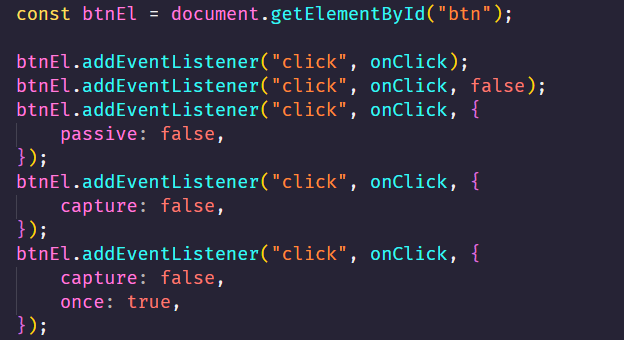 const btnEl = document.getElementById("btn");

btnEl.addEventListener("click", onClick);
btnEl.addEventListener("click", onClick, false);
btnEl.addEventListener("click", onClick, {
    passive: false,
});
btnEl.addEventListener("click", onClick, {
    capture: false,
});
btnEl.addEventListener("click", onClick, {
    capture: false,
    once: true,
});